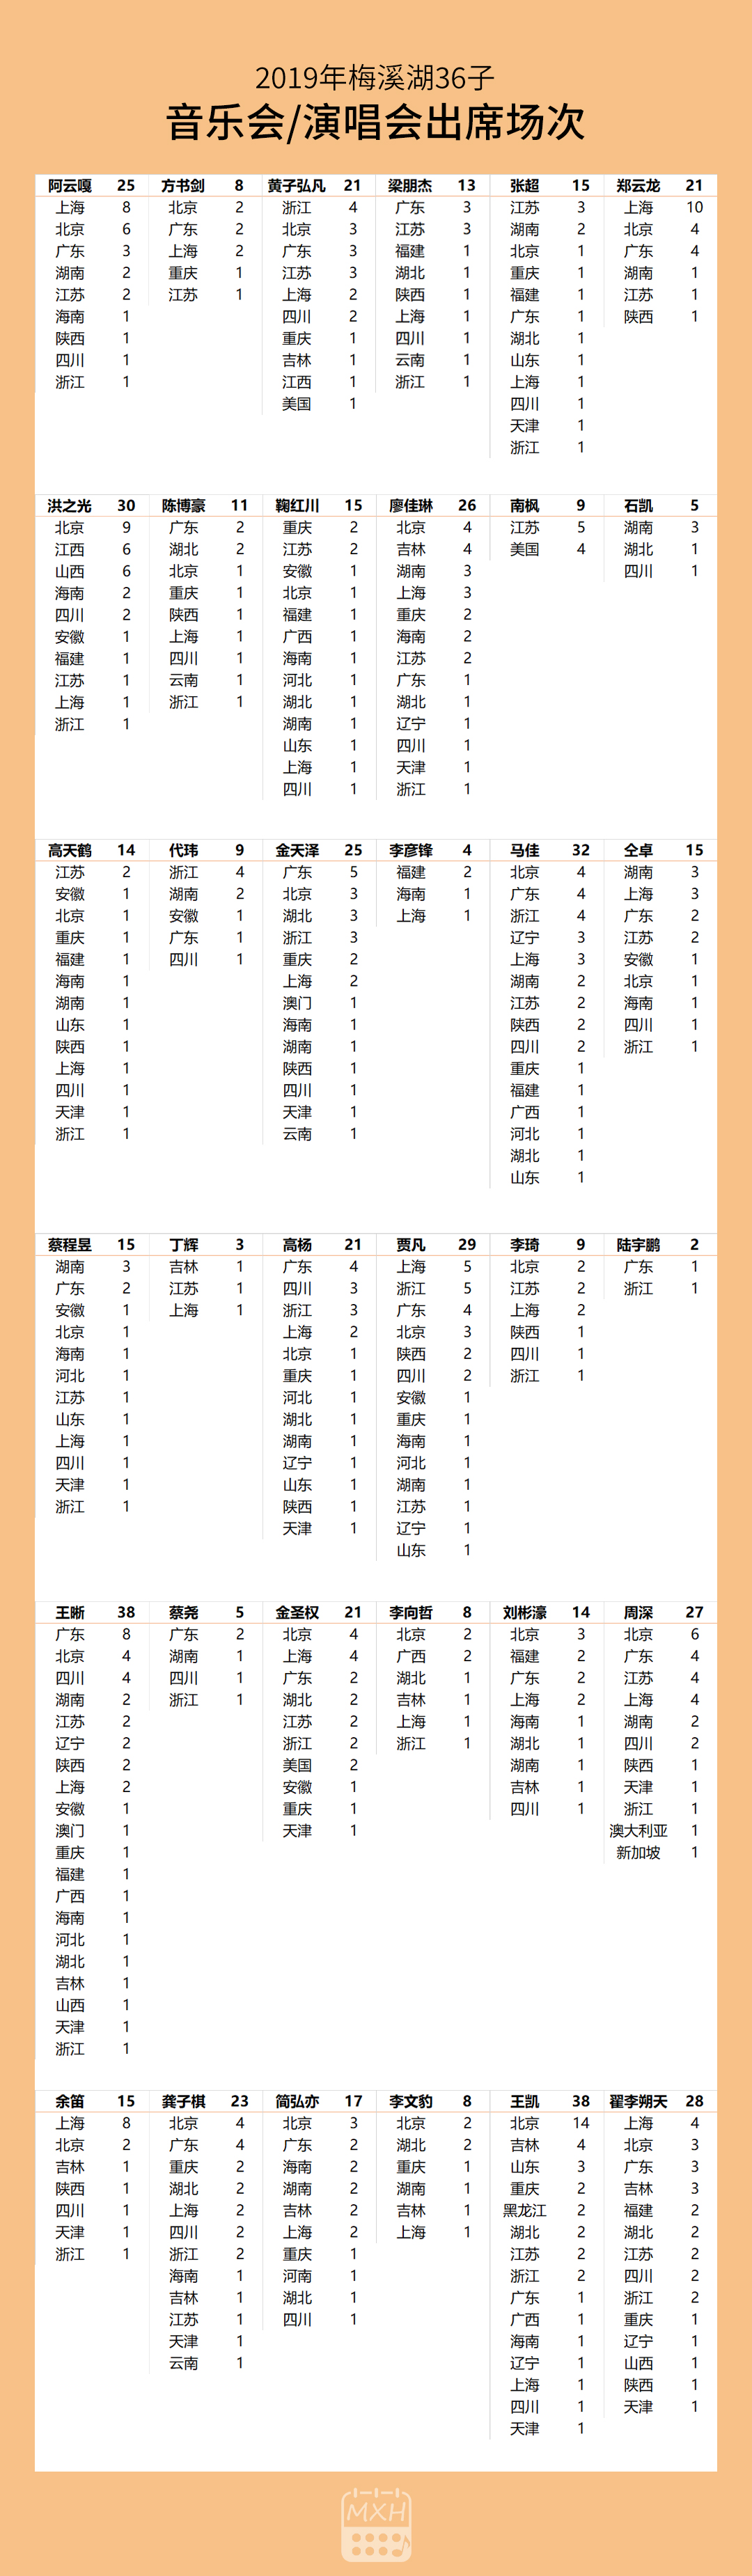 2019年梅溪湖36子
音乐会/演唱会出席场次
阿云嘎 25 方书剑 8 黄子弘凡 21 梁朋杰 13 张超 15 郑云龙 21
上海 8 北京 2 浙江 4 广东 3 江苏 3 上海 10
北京 6 广东 2 北京 3 江苏 3 湖南 2 北京 4
广东 3 上海 2 广东 3 福建 1 北京 1 广东 4
湖南 2 重庆 1 江苏 3 湖北 1 重庆 1 湖南 1
江苏 2 江苏 1 上海 2 陕西 1 福建 1 江苏 1
海南 1 四川 2 上海 1 广东 1 陕西 1
陕西 1 重庆 1 四川 1 湖北 1
四川 1 吉林 1 云南 1 山东 1
浙江 1 江西 1 浙江 1 上海 1
美国 1 四川 1
天津 1
浙江 1
洪之光 30 陈博豪 11 鞠红川 15 廖佳琳 26 南枫 9 石凯 5
北京 9 广东 2 重庆 2 北京 4 江苏 5 湖南 3
江西 6 湖北 2 江苏 2 吉林 4 美国 4 湖北 1
山西 6 北京 1 安徽 1 湖南 3 四川 1
海南 2 重庆 1 北京 1 上海 3
四川 2 陕西 1 福建 1 重庆 2
安徽 1 上海 1 广西 1 海南 2
福建 1 四川 1 海南 1 江苏 2
江苏 1 云南 1 河北 1 广东 1
上海 1 浙江 1 湖北 1 湖北 1
浙江 1 湖南 1 辽宁 1
山东 1 四川 1
上海 1 天津 1
四川 1 浙江 1
高天鹤 14 代玮 9 金天泽 25 李彦锋 4 马佳 32 仝卓 15
江苏 2 浙江 4 广东 5 福建 2 北京 4 湖南 3
安徽 1 湖南 2 北京 3 海南 1 广东 4 上海 3
北京 1 安徽 1 湖北 3 上海 1 浙江 4 广东 2
重庆 1 广东 1 浙江 3 辽宁 3 江苏 2
福建 1 四川 1 重庆 2 上海 3 安徽 1
海南 1 上海 2 湖南 2 北京 1
湖南 1 澳门 1 江苏 2 海南 1
山东 1 海南 1 陕西 2 四川 1
陕西 1 湖南 1 四川 2 浙江 1
上海 1 陕西 1 重庆 1
四川 1 四川 1 福建 1
天津 1 天津 1 广西 1
浙江 1 云南 1 河北 1
湖北 1
山东 1
蔡程昱 15 丁辉 3 高杨 21 贾凡 29 李琦 9 陆宇鹏 2
湖南 3 吉林 1 广东 4 上海 5 北京 2 广东 1
广东 2 江苏 1 四川 3 浙江 5 江苏 2 浙江 1
安徽 1 上海 1 浙江 3 广东 4 上海 2
北京 1 上海 2 北京 3 陕西 1
海南 1 北京 1 陕西 2 四川 1
河北 1 重庆 1 四川 2 浙江 1
江苏 1 河北 1 安徽 1
山东 1 湖北 1 重庆 1
上海 1 湖南 1 海南 1
四川 1 辽宁 1 河北 1
天津 1 山东 1 湖南 1
浙江 1 陕西 1 江苏 1
天津 1 辽宁 1
山东 1
王晰 38 蔡尧 5 金圣权 21 李向哲 8 刘彬濠 14 周深 27
广东 8 广东 2 北京 4 北京 2 北京 3 北京 6
北京 4 湖南 1 上海 4 广西 2 福建 2 广东 4
四川 4 四川 1 广东 2 湖北 1 广东 2 江苏 4
湖南 2 浙江 1 湖北 2 吉林 1 上海 2 上海 4
江苏 2 江苏 2 上海 1 海南 1 湖南 2
辽宁 2 浙江 2 浙江 1 湖北 1 四川 2
陕西 2 美国 2 湖南 1 陕西 1
上海 2 安徽 1 吉林 1 天津 1
安徽 1 重庆 1 四川 1 浙江 1
澳门 1 天津 1 澳大利亚 1
重庆 1 新加坡 1
福建 1
广西 1
海南 1
河北 1
湖北 1
吉林 1
山西 1
天津 1
浙江 1
余笛 15 龚子棋 23 简弘亦 17 李文豹 8 王凯 38 翟李朔天 28
上海 8 北京 4 北京 3 北京 2 北京 14 上海 4
北京 2 广东 4 广东 2 湖北 2 吉林 4 北京 3
吉林 1 重庆 2 海南 2 重庆 1 山东 3 广东 3
陕西 1 湖北 2 湖南 2 湖南 1 重庆 2 吉林 3
四川 1 上海 2 吉林 2 吉林 1 黑龙江 2 福建 2
天津 1 四川 2 上海 2 上海 1 湖北 2 湖北 2
浙江 1 浙江 2 重庆 1 江苏 2 江苏 2
海南 1 河南 1 浙江 2 四川 2
吉林 1 湖北 1 广东 1 浙江 2
江苏 1 四川 1 广西 1 重庆 1
天津 1 海南 1 辽宁 1
云南 1 辽宁 1 山西 1
上海 1 陕西 1
四川 1 天津 1
天津 1
MXH